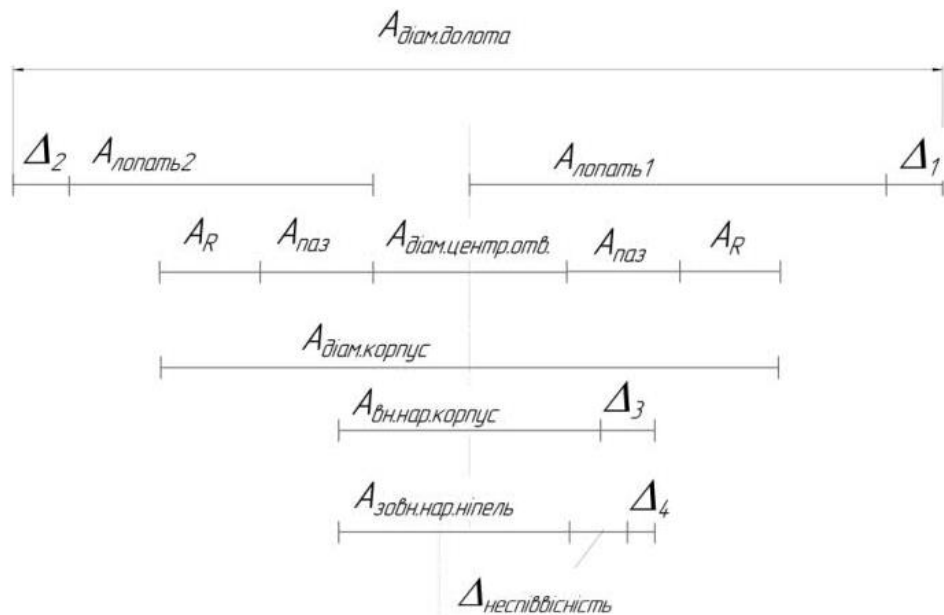 A діам.долота
Δ2 A лопать2 A лопать1 Δ1
A R A паз A діам.центр.отв. A паз A R
A діам.корпус
A вн.нар.корпус Δ3
A зовн.нар.ніпель Δ4
Δ неспіввісність